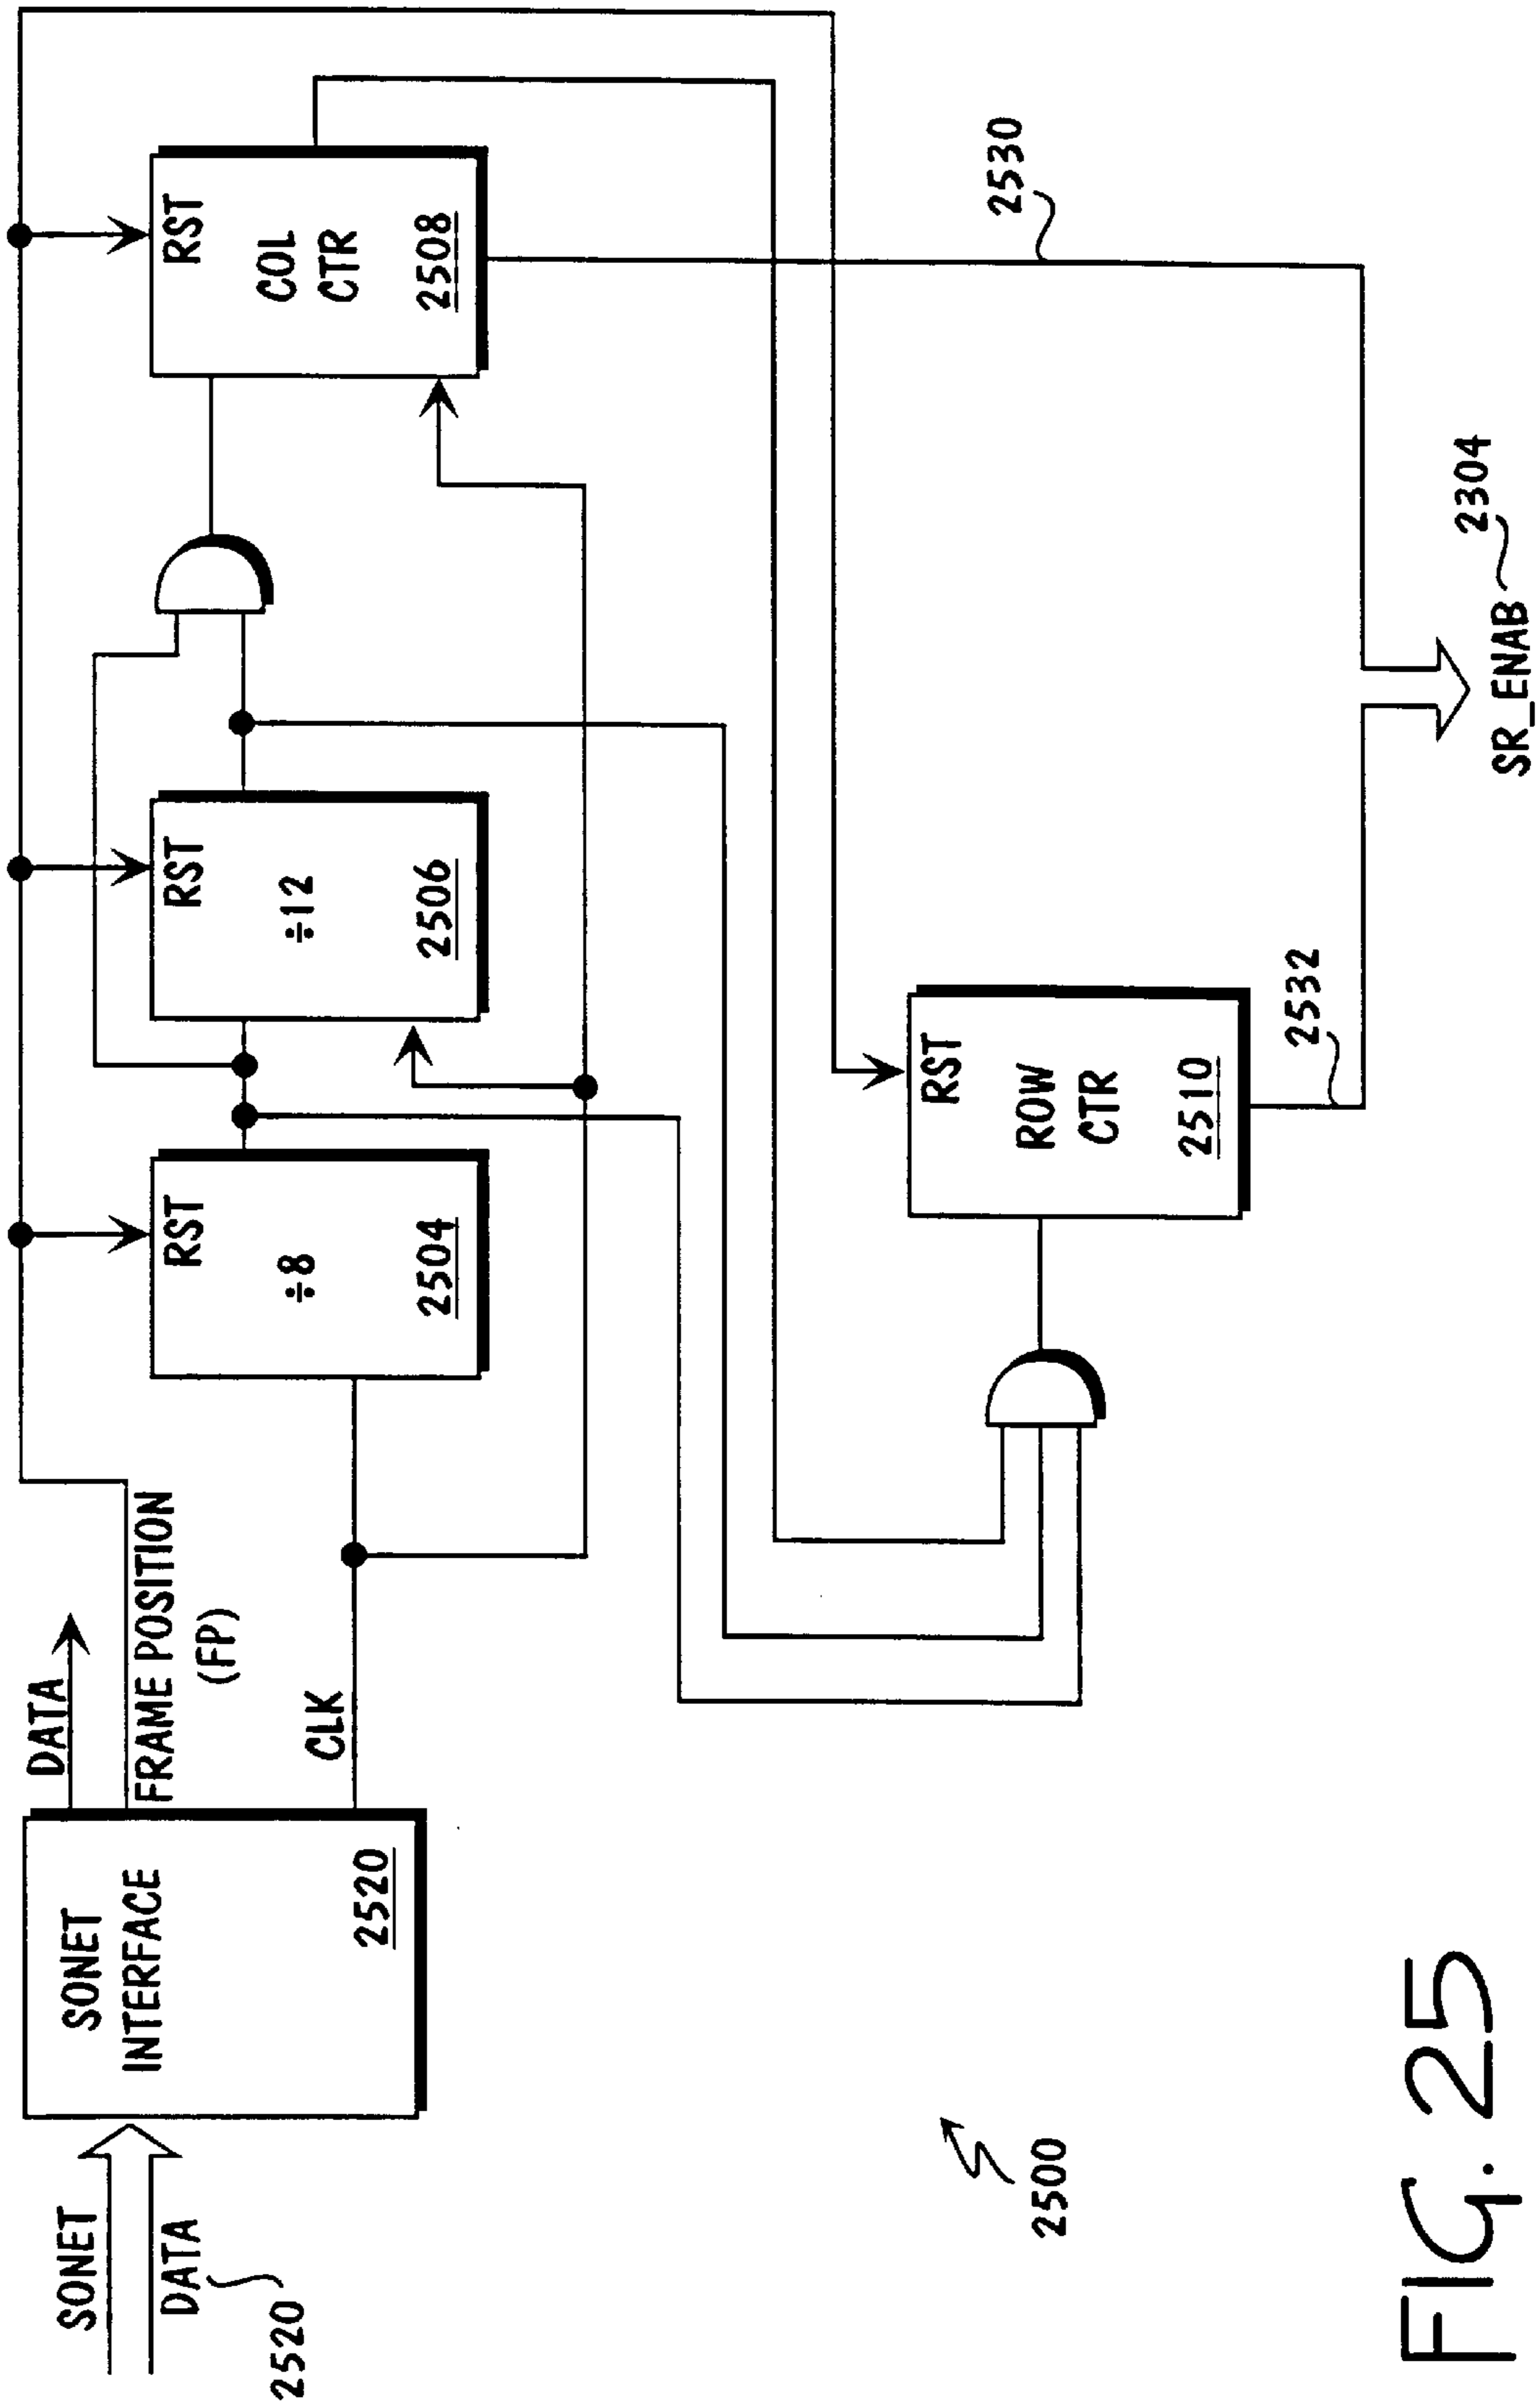 SONET
DATA
2520
SONET
INTERFACE
2520
DATA
FRAME POSITION
(FP)
CLK
RST
÷8
2504
RST
÷12
2506
RST
COL
CTR
2508
RST
ROW
CTR
2510
2530
2532
SR_ENAB
2304
2500
FIG. 25